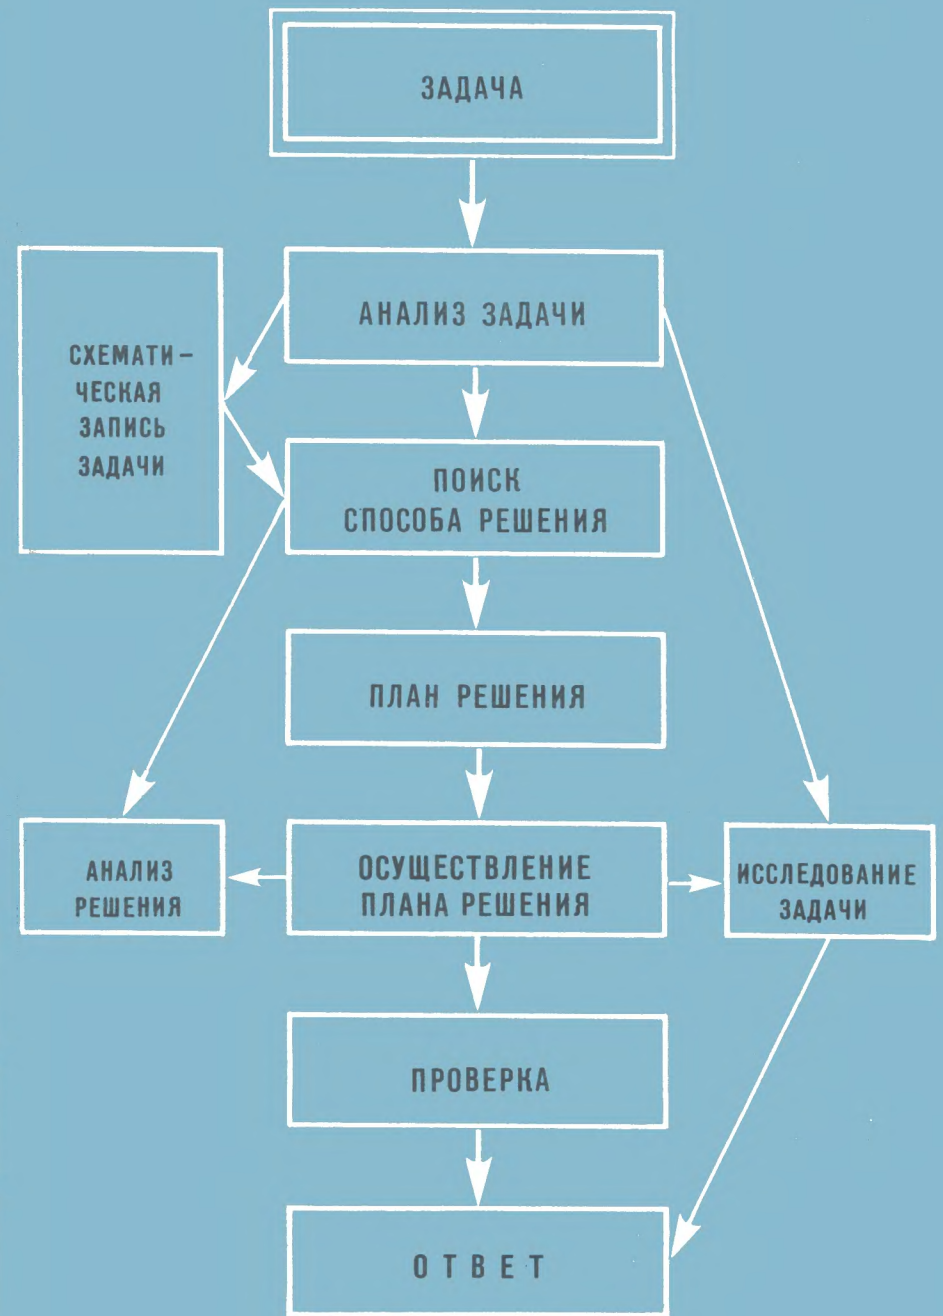 ЗАДАЧА
АНАЛИЗ ЗАДАЧИ
СХЕМАТИ–
ЧЕСКАЯ
ЗАПИСЬ
ЗАДАЧИ
ПОИСК
СПОСОБА РЕШЕНИЯ
ПЛАН РЕШЕНИЯ
АНАЛИЗ
РЕШЕНИЯ
ОСУЩЕСТВЛЕНИЕ
ПЛАНА РЕШЕНИЯ
ИССЛЕДОВАНИЕ
ЗАДАЧИ
ПРОВЕРКА
ОТВЕТ